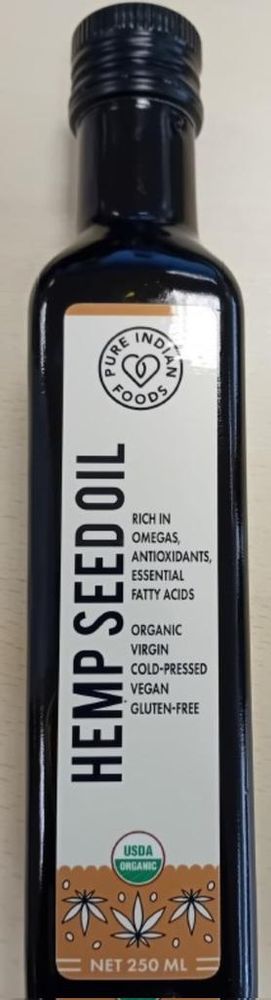 PURE INDIAN
FOODS
HEMP SEED OIL
RICH IN
OMEGAS,
ANTIOXIDANTS,
ESSENTIAL
FATTY ACIDS
ORGANIC
VIRGIN
COLD-PRESSED
VEGAN
GLUTEN-FREE
USDA
ORGANIC
NET 250 ML